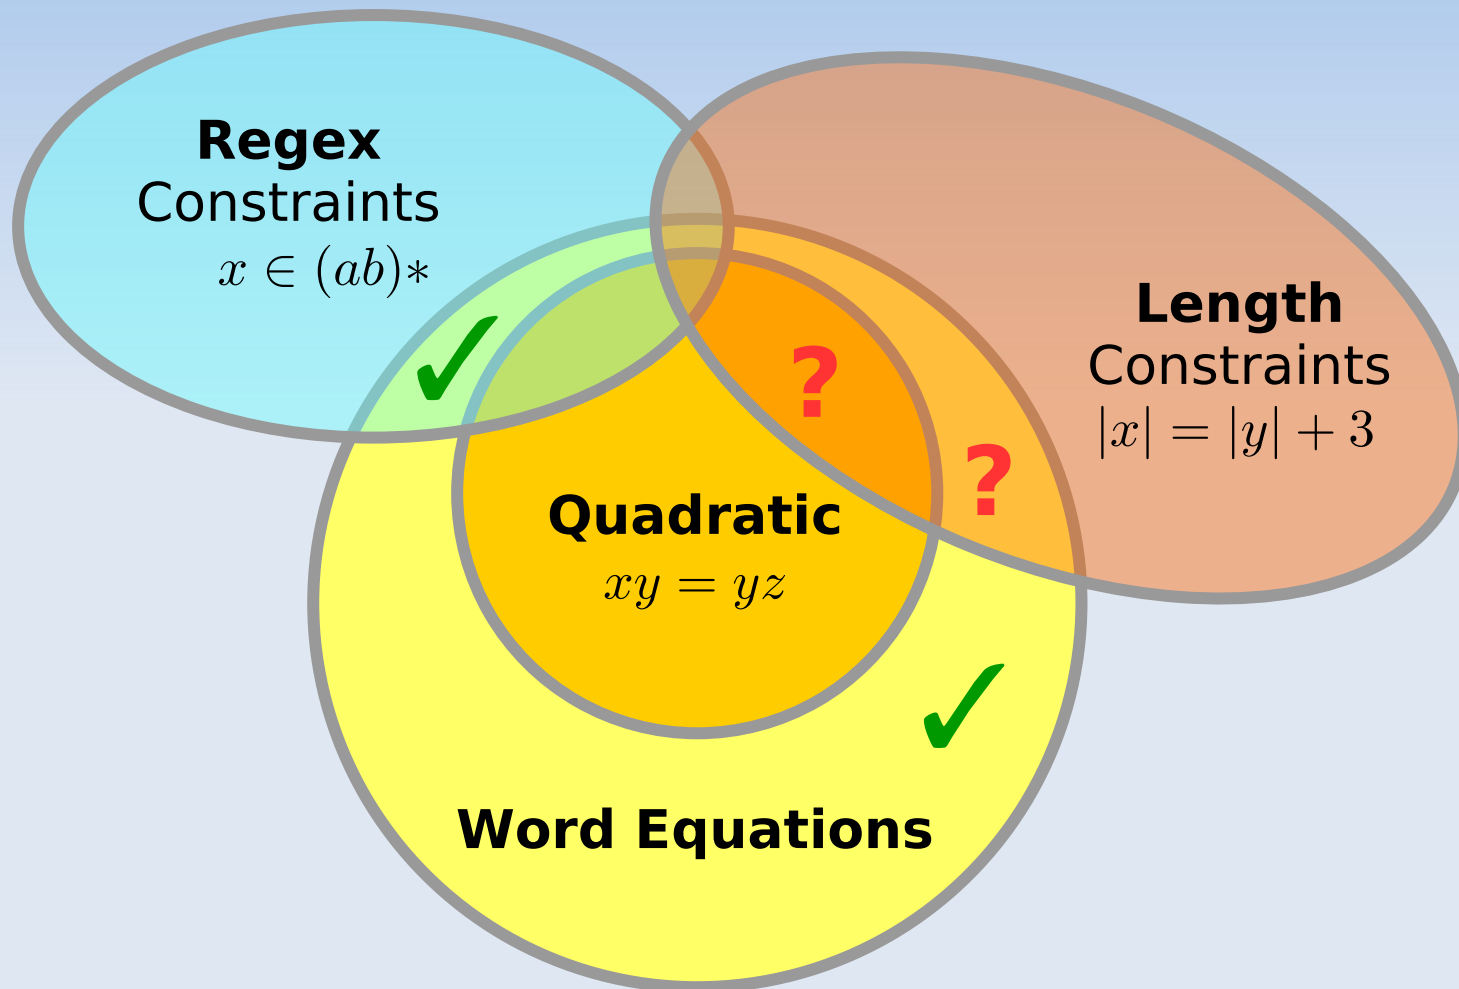 Regex
Constraints
x ∈ (ab)*
Length
Constraints
|x| = |y| + 3
✓
?
?
Quadratic
xy = yz
✓
Word Equations